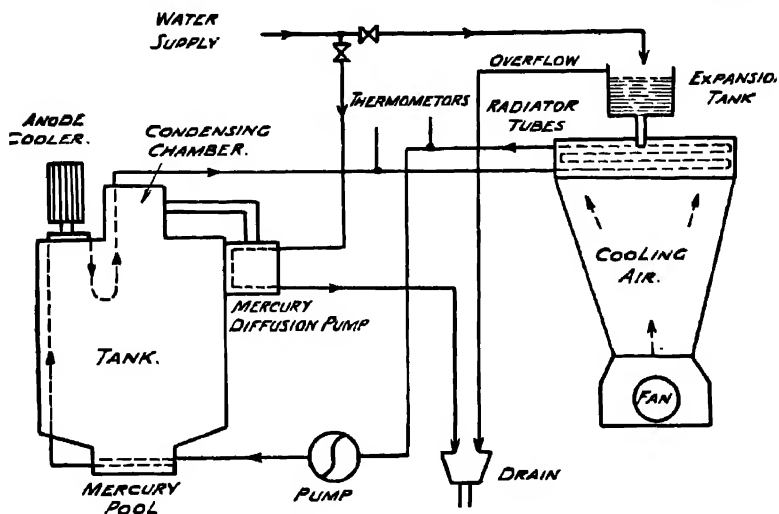 WATER
SUPPLY
OVERFLOW
EXPANSION
TANK
THERMOMETORS
RADIATOR
TUBES
ANODE
COOLER.
CONDENSING
CHAMBER.
COOLING
AIR.
MERCURY
DIFFUSION PUMP
TANK.
FAN
MERCURY
POOL
PUMP
DRAIN